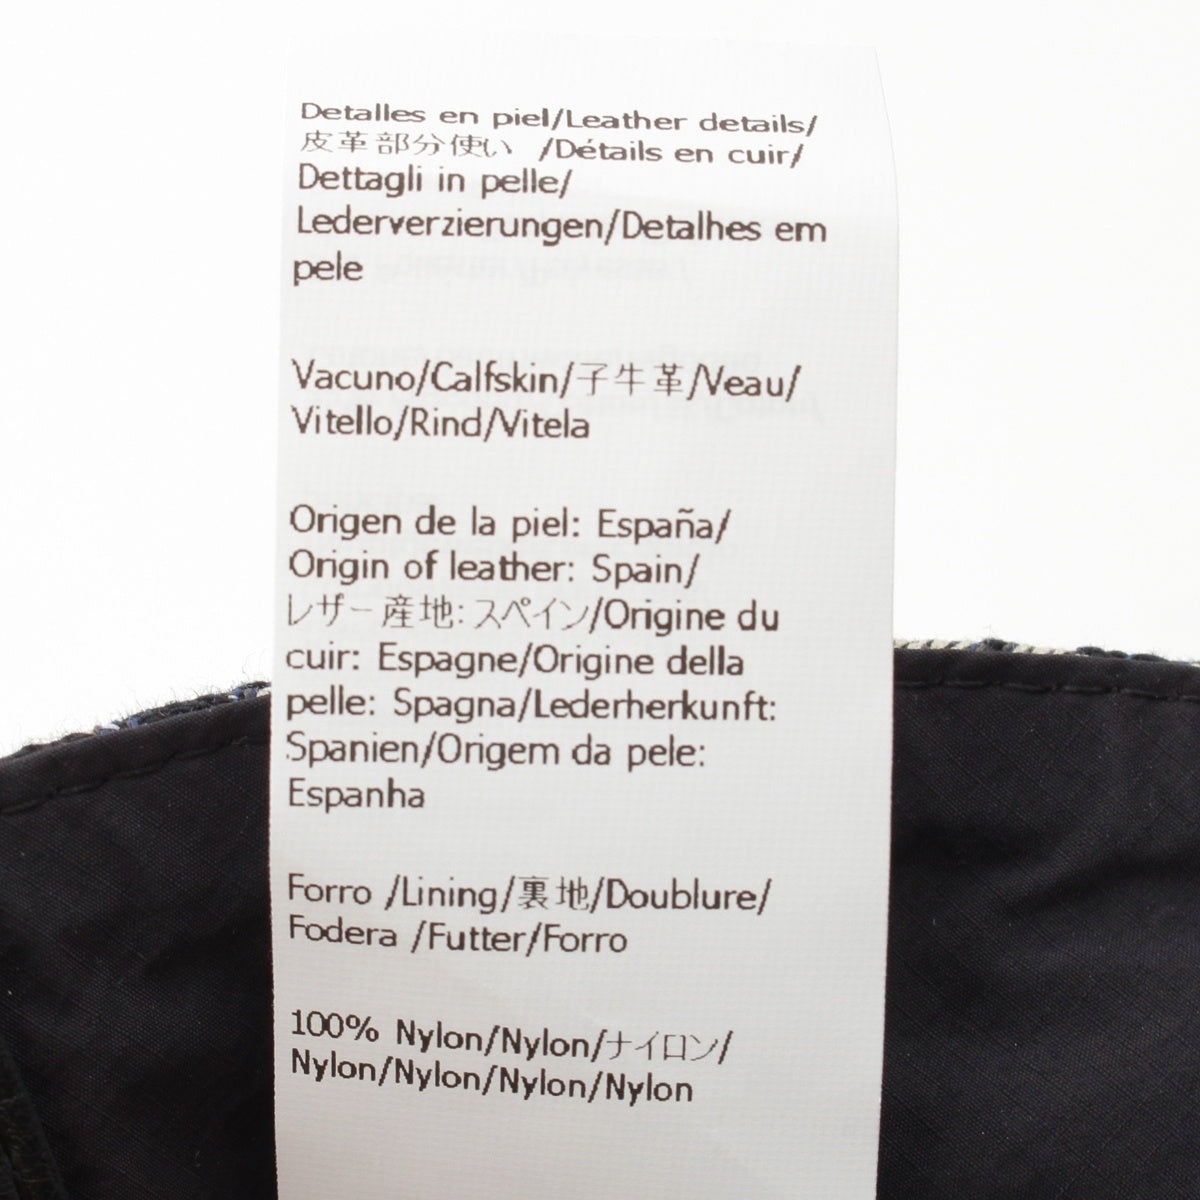 Detalles en piel/Leather details/
皮革部分使い /Détails en cuir/
Dettagli in pelle/
Lederverzierungen/Detalhes em
pele
Vacuno/Calfskin/子牛革/Veau/
Vitello/Rind/Vitela
Origen de la piel: España/
Origin of leather: Spain/
レザー産地: スペイン/Origine du
cuir: Espagne/Origine della
pelle: Spagna/Lederherkunft:
Spanien/Origem da pele:
Espanha
Forro /Lining/裏地/Doublure/
Fodera /Futter/Forro
100% Nylon/Nylon/ナイロン/
Nylon/Nylon/Nylon/Nylon